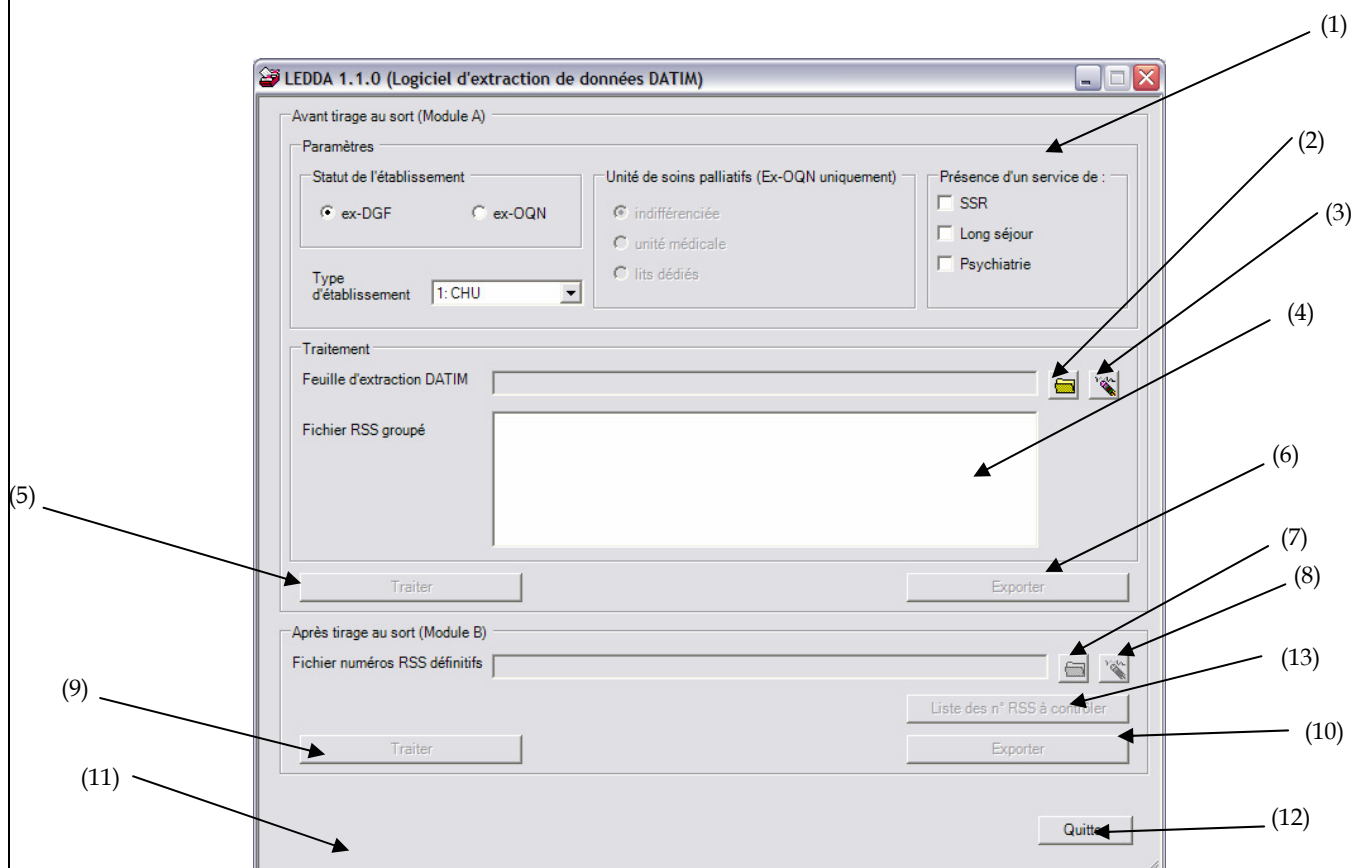 (1)
LEDDA 1.1.0 (Logiciel d'extraction de données DATIM)
Avant tirage au sort (Module A)
Paramètres
(2)
Statut de l'établissement
Unité de soins palliatifs (Ex-OQN uniquement)
Présence d'un service de :
ex-DGF
ex-OQN
indifférenciée
SSR
(3)
unité médicale
Long séjour
lits dédiés
Psychiatrie
Type
d'établissement
1: CHU
(4)
Traitement
Feuille d'extraction DATIM
Fichier RSS groupé
(6)
(5)
(7)
Traiter
Exporter
(8)
Après tirage au sort (Module B)
Fichier numéros RSS définitifs
(13)
(9)
Liste des n° RSS à contrôler
(10)
Traiter
Exporter
(11)
Quitter
(12)